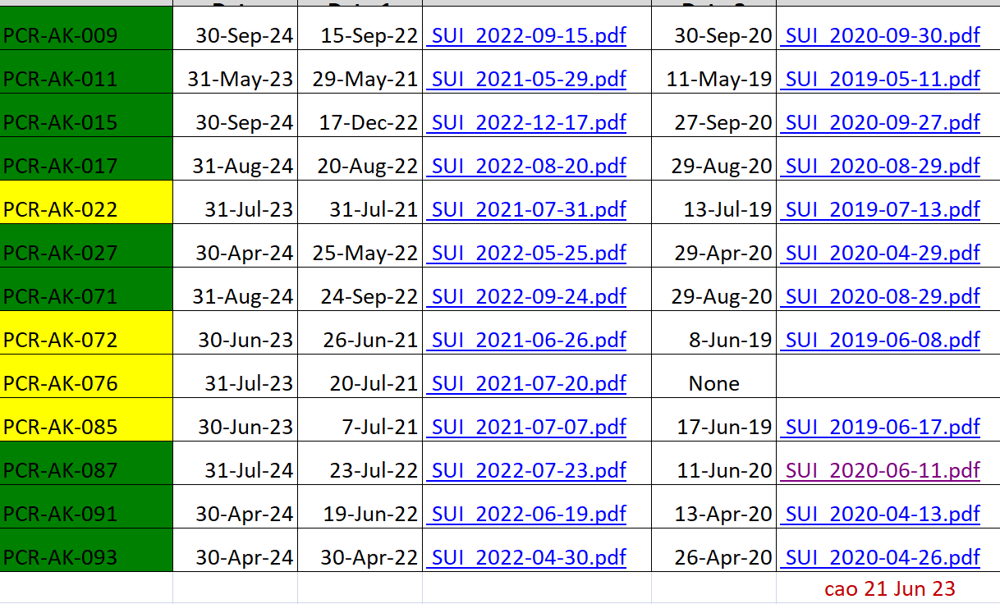 PCR-AK-009 30-Sep-24 15-Sep-22 SUI_2022-09-15.pdf 30-Sep-20 SUI_2020-09-30.pdf
PCR-AK-011 31-May-23 29-May-21 SUI_2021-05-29.pdf 11-May-19 SUI_2019-05-11.pdf
PCR-AK-015 30-Sep-24 17-Dec-22 SUI_2022-12-17.pdf 27-Sep-20 SUI_2020-09-27.pdf
PCR-AK-017 31-Aug-24 20-Aug-22 SUI_2022-08-20.pdf 29-Aug-20 SUI_2020-08-29.pdf
PCR-AK-022 31-Jul-23 31-Jul-21 SUI_2021-07-31.pdf 13-Jul-19 SUI_2019-07-13.pdf
PCR-AK-027 30-Apr-24 25-May-22 SUI_2022-05-25.pdf 29-Apr-20 SUI_2020-04-29.pdf
PCR-AK-071 31-Aug-24 24-Sep-22 SUI_2022-09-24.pdf 29-Aug-20 SUI_2020-08-29.pdf
PCR-AK-072 30-Jun-23 26-Jun-21 SUI_2021-06-26.pdf 8-Jun-19 SUI_2019-06-08.pdf
PCR-AK-076 31-Jul-23 20-Jul-21 SUI_2021-07-20.pdf None
PCR-AK-085 30-Jun-23 7-Jul-21 SUI_2021-07-07.pdf 17-Jun-19 SUI_2019-06-17.pdf
PCR-AK-087 31-Jul-24 23-Jul-22 SUI_2022-07-23.pdf 11-Jun-20 SUI_2020-06-11.pdf
PCR-AK-091 30-Apr-24 19-Jun-22 SUI_2022-06-19.pdf 13-Apr-20 SUI_2020-04-13.pdf
PCR-AK-093 30-Apr-24 30-Apr-22 SUI_2022-04-30.pdf 26-Apr-20 SUI_2020-04-26.pdf
cao 21 Jun 23